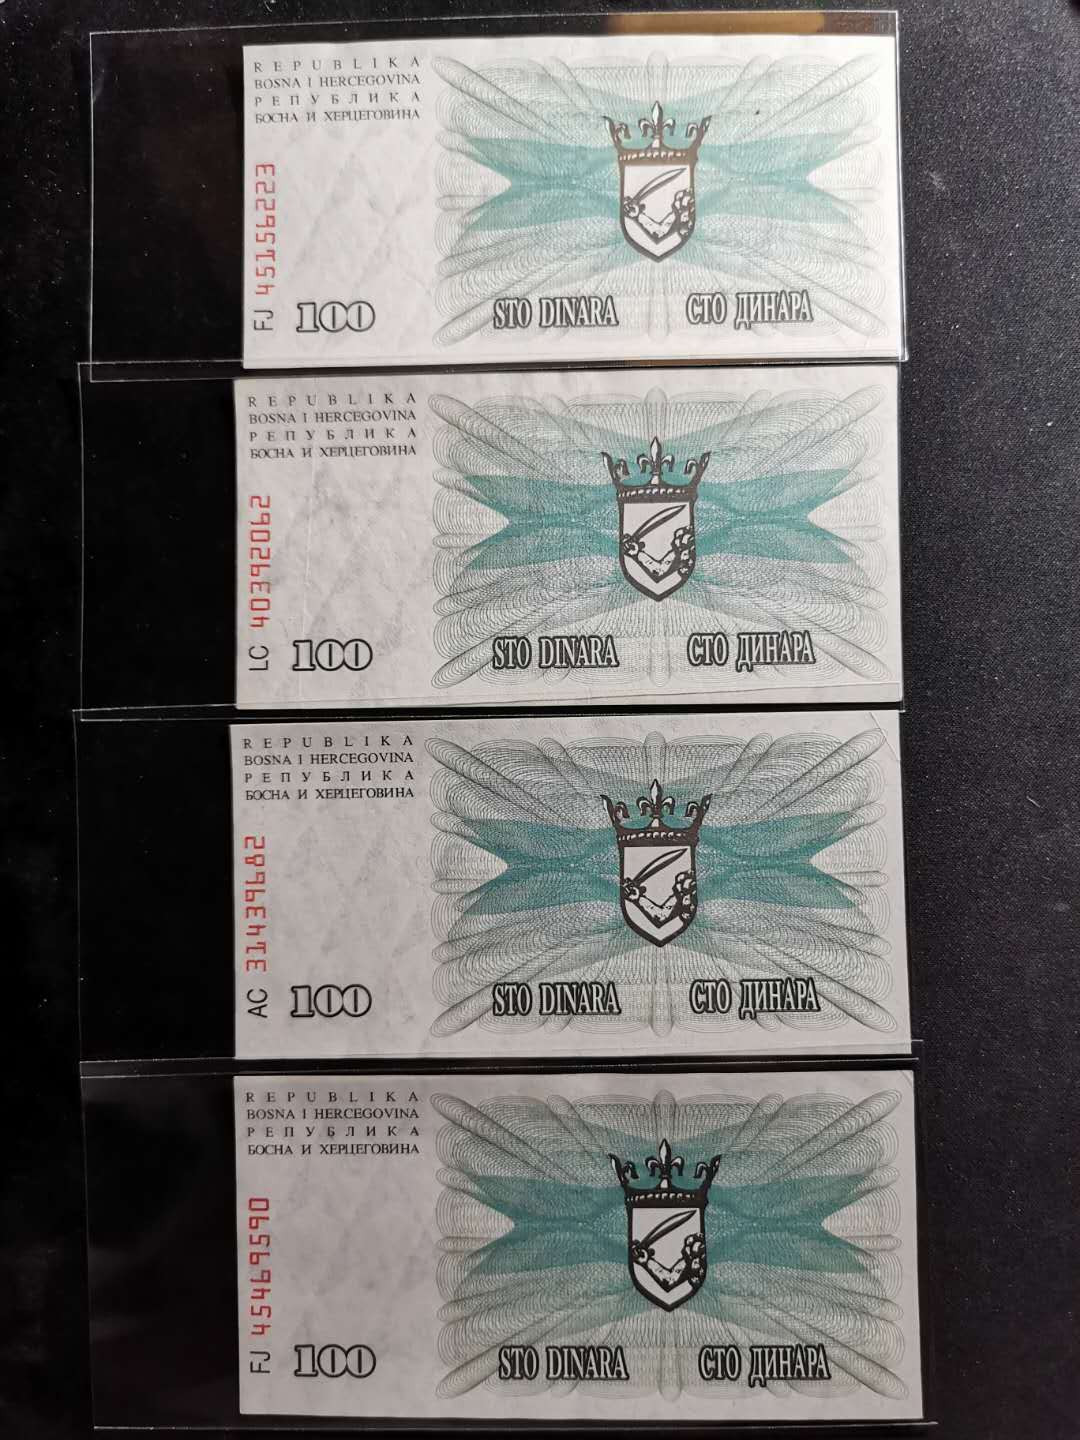 REPUBLIKA
BOSNA I HERCEGOVINA
РЕПУБЛИКА
БОСНА И ХЕРЦЕГОВИНА
FJ 45156223
100
STO DINARA
СТО ДИНАРА
REPUBLIKA
BOSNA I HERCEGOVINA
РЕПУБЛИКА
БОСНА И ХЕРЦЕГОВИНА
LC 40392062
100
STO DINARA
СТО ДИНАРА
REPUBLIKA
BOSNA I HERCEGOVINA
РЕПУБЛИКА
БОСНА И ХЕРЦЕГОВИНА
AC 31439682
100
STO DINARA
СТО ДИНАРА
REPUBLIKA
BOSNA I HERCEGOVINA
РЕПУБЛИКА
БОСНА И ХЕРЦЕГОВИНА
FJ 45469590
100
STO DINARA
СТО ДИНАРА